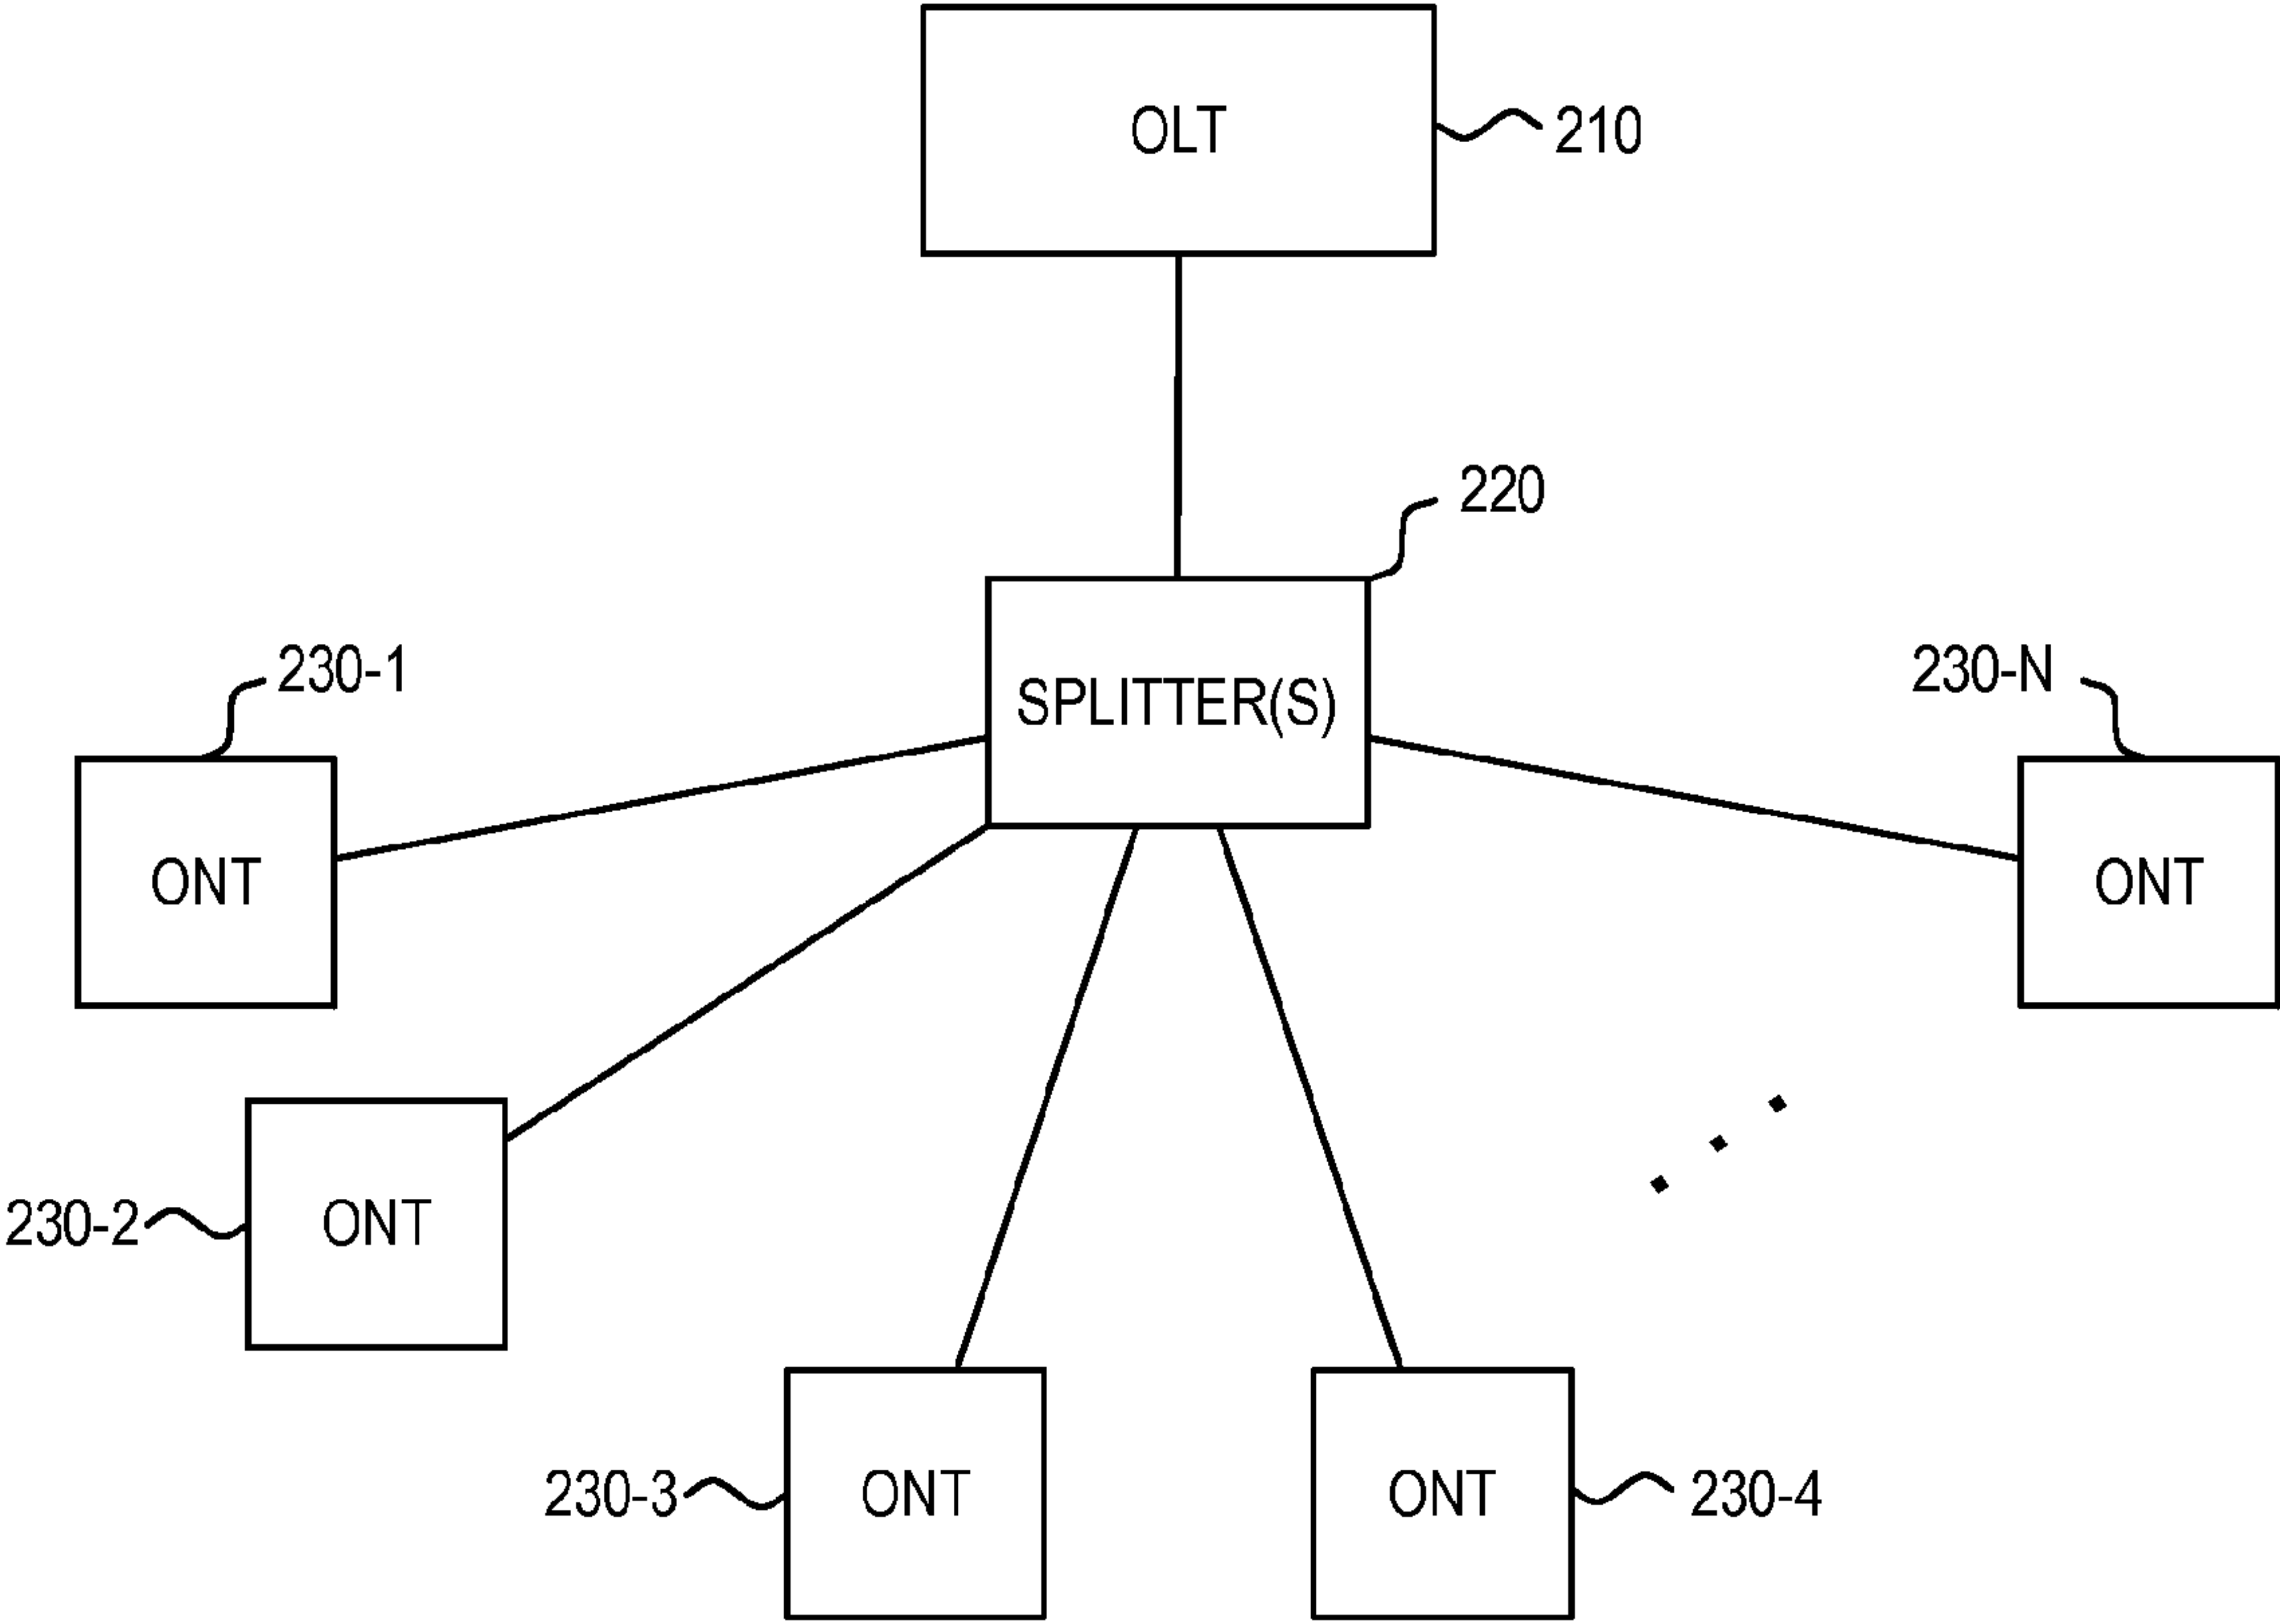 OLT
210
220
SPLITTER(S)
230-1
230-N
ONT
ONT
230-2
ONT
230-3
ONT
ONT
230-4